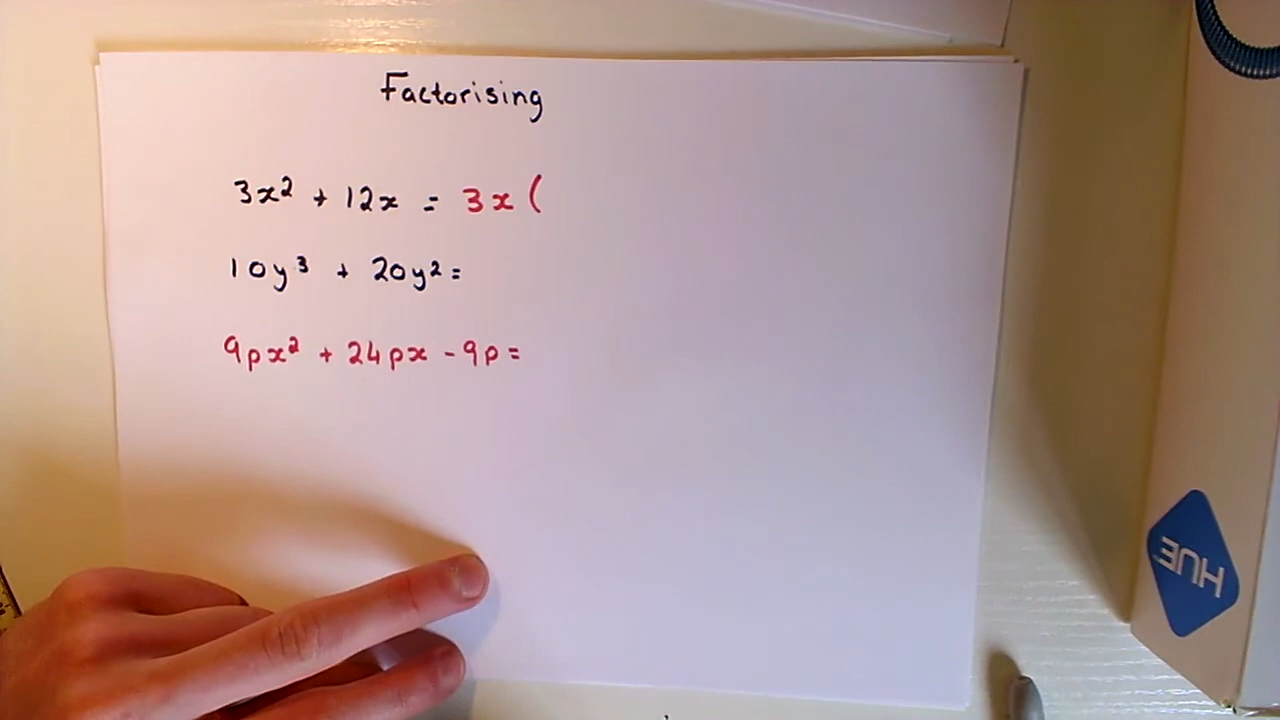 Factorising
3x² + 12x = 3x (
10y³ + 20y² =
9px² + 24px - 9p =
HUE